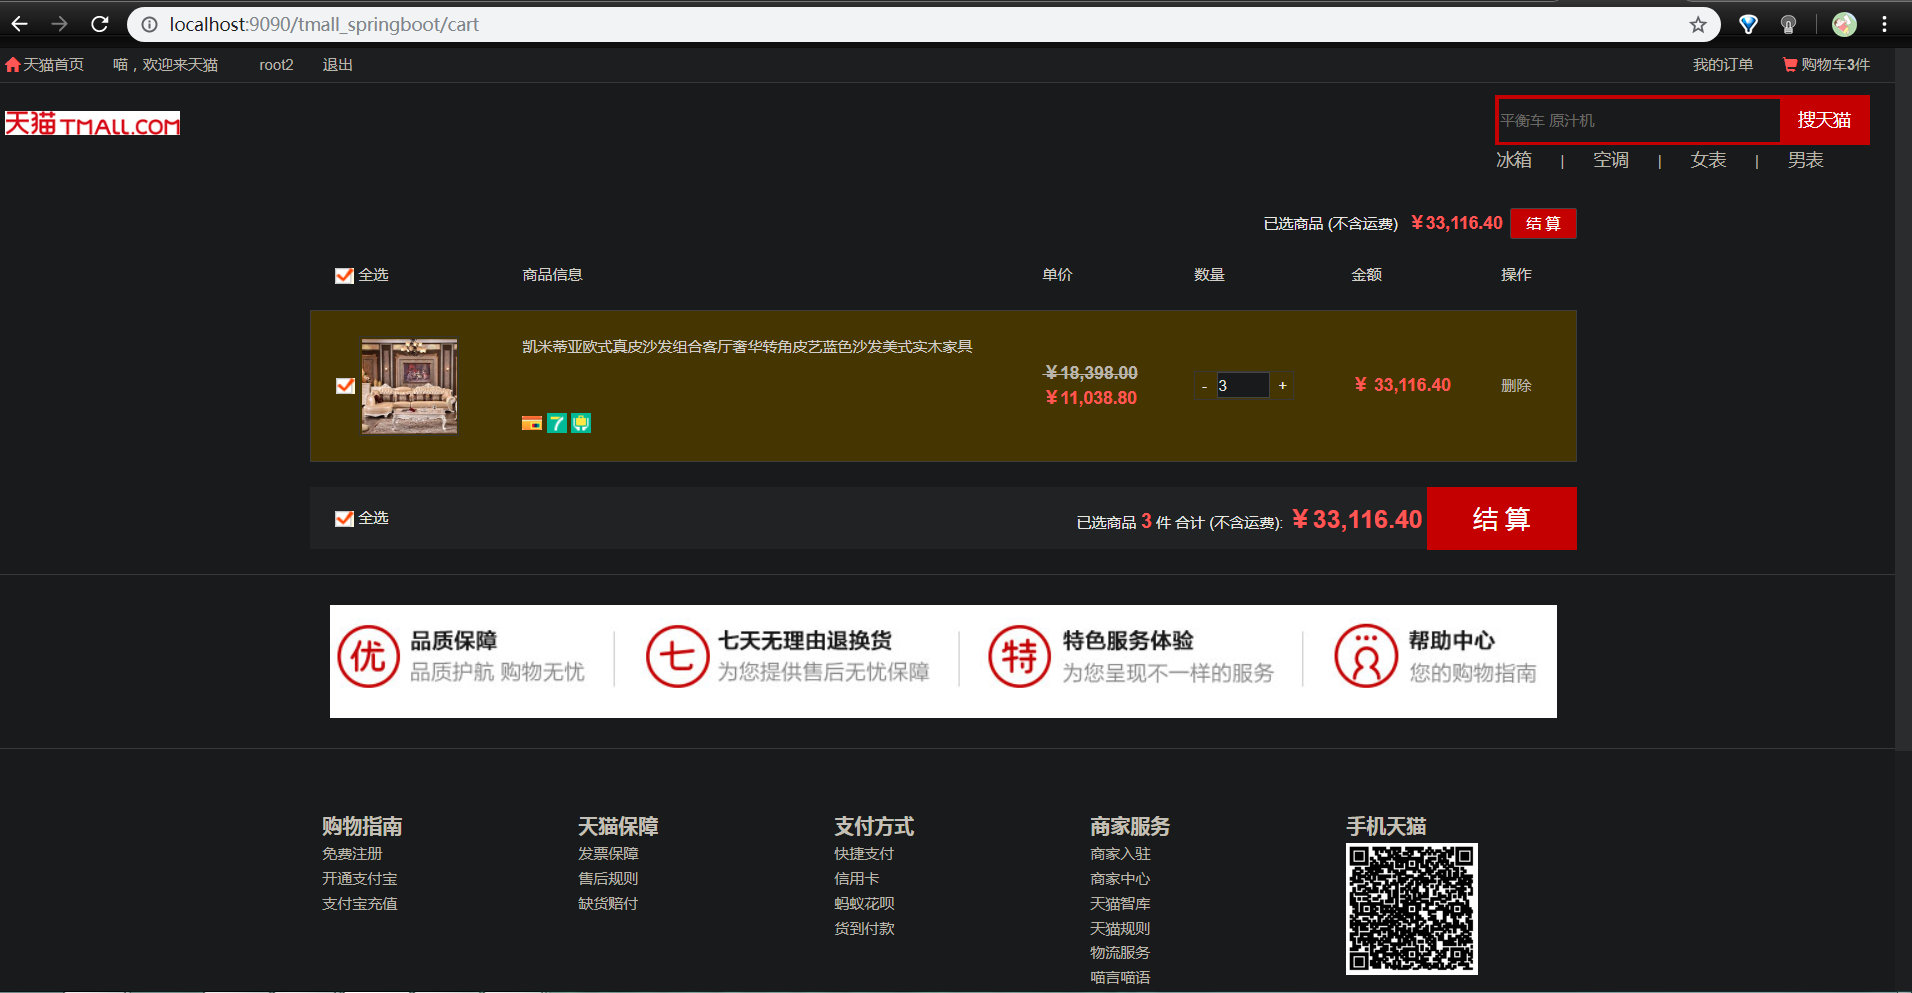 localhost:9090/tmall_springboot/cart
天猫首页 喵，欢迎来天猫 root2 退出 我的订单 购物车3件
天猫 TMALL.COM
平衡车 原汁机 搜天猫
冰箱 | 空调 | 女表 | 男表
已选商品 (不含运费) ￥33,116.40 结 算
全选 商品信息 单价 数量 金额 操作
凯米蒂亚欧式真皮沙发组合客厅奢华转角皮艺蓝色沙发美式实木家具
￥18,398.00
- 3 + ￥ 33,116.40 删除
￥11,038.80
7
全选 已选商品 3 件 合计 (不含运费): ￥33,116.40 结 算
优 品质保障 七 七天无理由退换货 特 特色服务体验 帮助中心
品质护航 购物无忧 为您提供售后无忧保障 为您呈现不一样的服务 您的购物指南
购物指南 天猫保障 支付方式 商家服务 手机天猫
免费注册 发票保障 快捷支付 商家入驻
开通支付宝 售后规则 信用卡 商家中心
支付宝充值 缺货赔付 蚂蚁花呗 天猫智库
货到付款 天猫规则
物流服务
喵言喵语